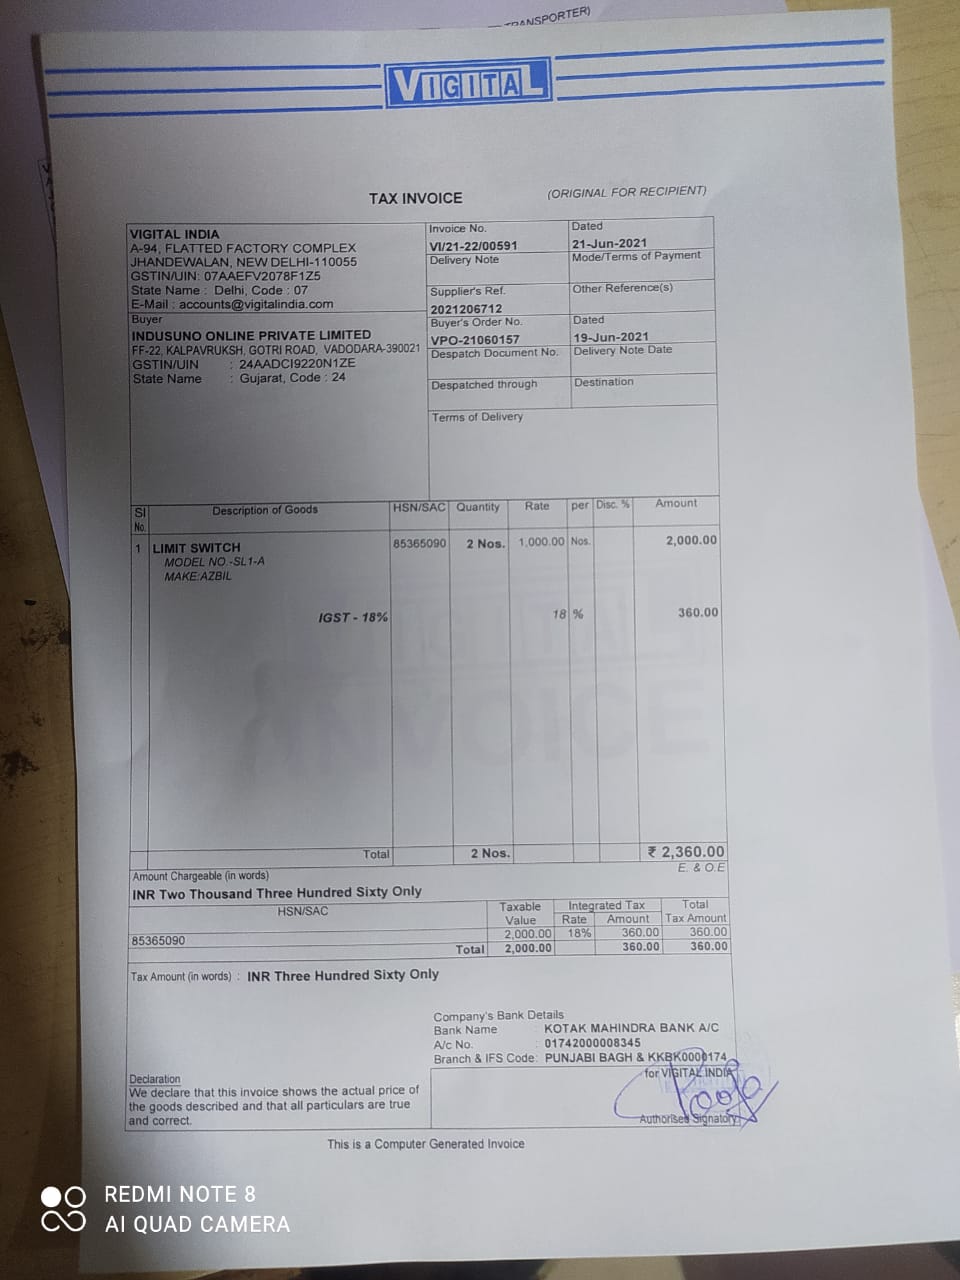 TRANSPORTER)
VIGITAL
TAX INVOICE
(ORIGINAL FOR RECIPIENT)
VIGITAL INDIA
A-94, FLATTED FACTORY COMPLEX
JHANDEWALAN, NEW DELHI-110055
GSTIN/UIN: 07AAEFV2078F1Z5
State Name : Delhi, Code : 07
E-Mail : accounts@vigitalindia.com
Invoice No.
VI/21-22/00591
Dated
21-Jun-2021
Delivery Note
Mode/Terms of Payment
Supplier's Ref.
2021206712
Other Reference(s)
Buyer
INDUSUNO ONLINE PRIVATE LIMITED
FF-22, KALPAVRUKSH, GOTRI ROAD, VADODARA-390021
GSTIN/UIN : 24AADCI9220N1ZE
State Name : Gujarat, Code : 24
Buyer's Order No.
VPO-21060157
Dated
19-Jun-2021
Despatch Document No.
Delivery Note Date
Despatched through
Destination
Terms of Delivery
Sl No. Description of Goods HSN/SAC Quantity Rate per Disc. % Amount
1 LIMIT SWITCH 85365090 2 Nos. 1,000.00 Nos. 2,000.00
MODEL NO.-SL1-A
MAKE:AZBIL
IGST - 18% 18 % 360.00
Total 2 Nos. ₹ 2,360.00
Amount Chargeable (in words) E. & O.E
INR Two Thousand Three Hundred Sixty Only
HSN/SAC Taxable Value Integrated Tax Total Tax Amount
Rate Amount
85365090 2,000.00 18% 360.00 360.00
Total 2,000.00 360.00 360.00
Tax Amount (in words) : INR Three Hundred Sixty Only
Company's Bank Details
Bank Name : KOTAK MAHINDRA BANK A/C
A/c No. : 01742000008345
Branch & IFS Code: PUNJABI BAGH & KKBK0000174
for VIGITAL INDIA
Pooja
Authorised Signatory
Declaration
We declare that this invoice shows the actual price of
the goods described and that all particulars are true
and correct.
This is a Computer Generated Invoice
REDMI NOTE 8
AI QUAD CAMERA